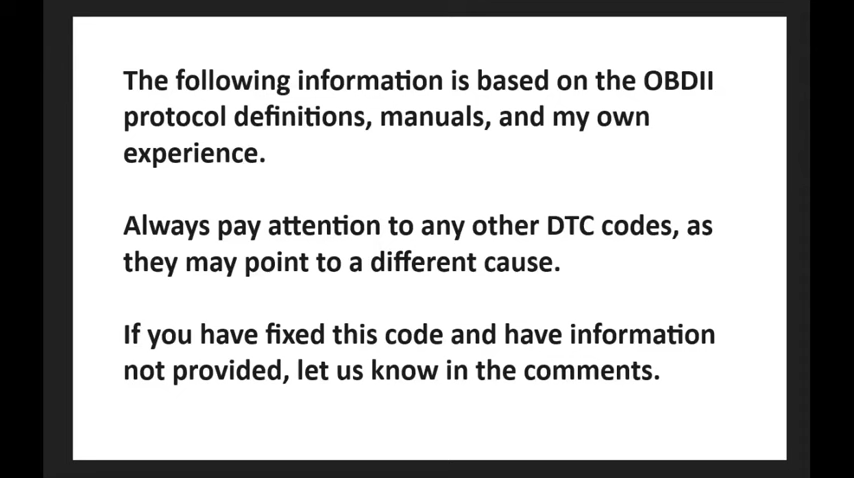 The following information is based on the OBDII
protocol definitions, manuals, and my own
experience.
Always pay attention to any other DTC codes, as
they may point to a different cause.
If you have fixed this code and have information
not provided, let us know in the comments.